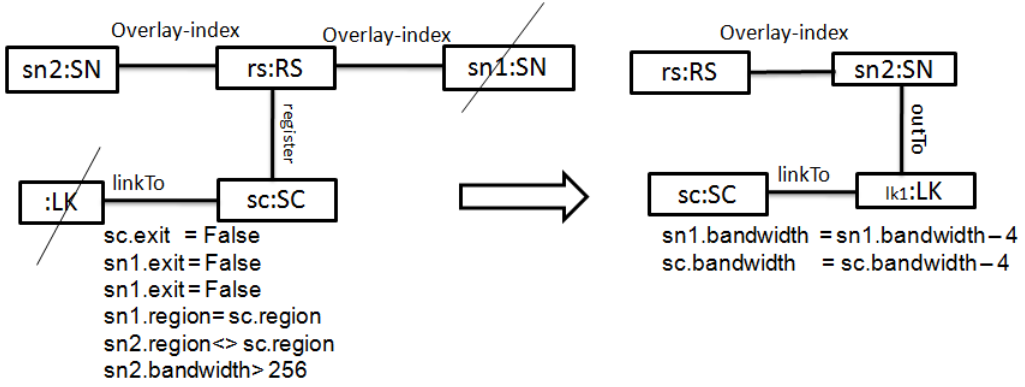 Overlay-index
Overlay-index
sn2:SN
rs:RS
sn1:SN
register
linkTo
:LK
sc:SC
sc.exit = False
sn1.exit = False
sn1.exit = False
sn1.region= sc.region
sn2.region<> sc.region
sn2.bandwidth> 256
Overlay-index
rs:RS
sn2:SN
outTo
linkTo
sc:SC
lk1:LK
sn1.bandwidth = sn1.bandwidth – 4
sc.bandwidth = sc.bandwidth – 4